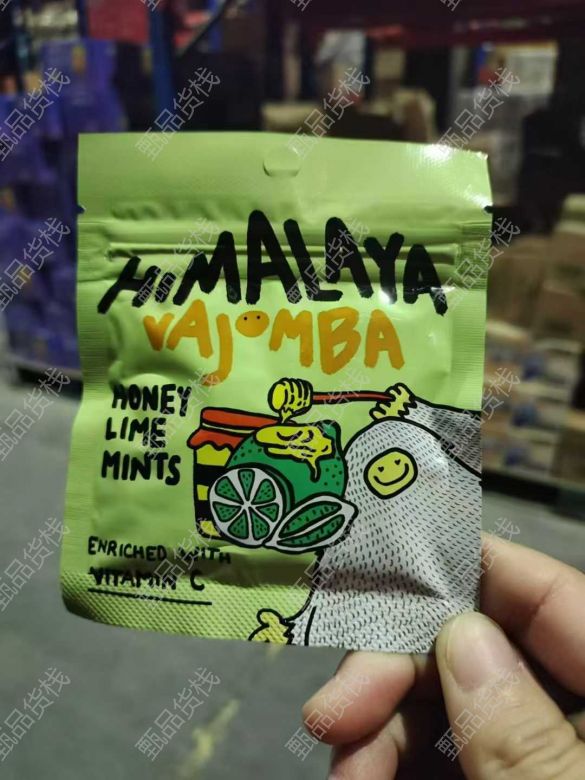 HIMALAYA
VAJOMBA
HONEY
LIME
MINTS
ENRICHED WITH
VITAMIN C
甄品货栈